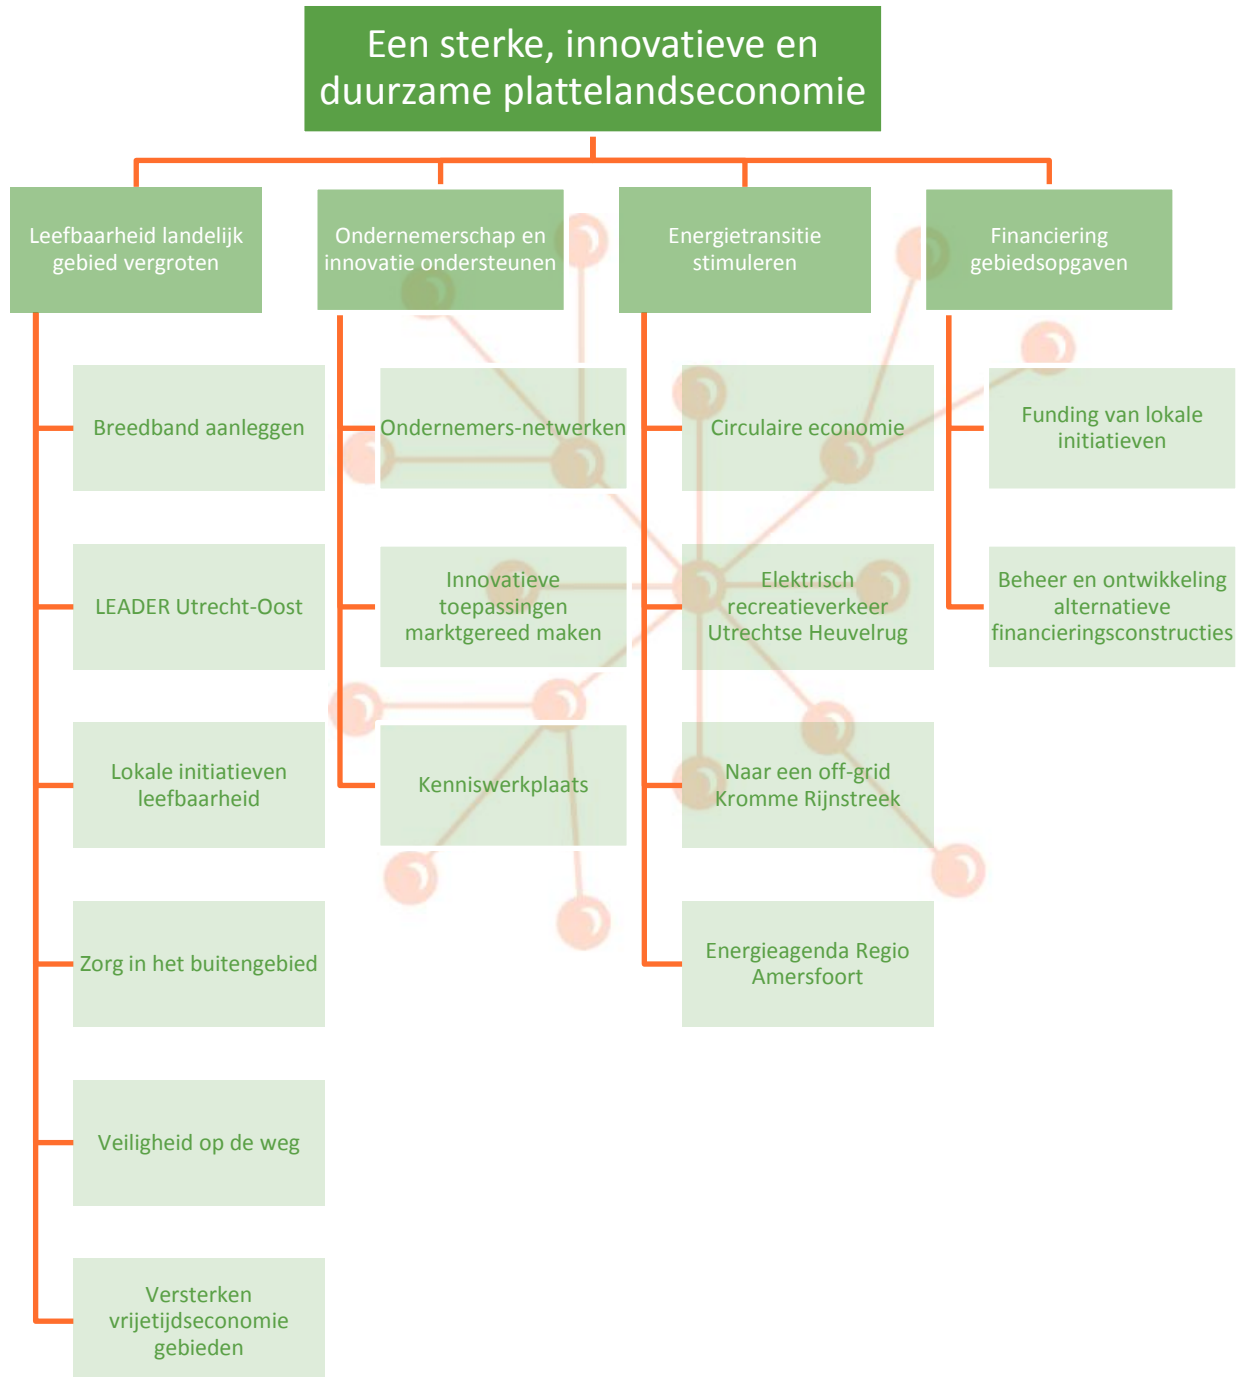 Een sterke, innovatieve en
duurzame plattelandseconomie
Leefbaarheid landelijk
gebied vergroten
Breedband aanleggen
LEADER Utrecht-Oost
Lokale initiatieven
leefbaarheid
Zorg in het buitengebied
Veiligheid op de weg
Versterken
vrijetijdseconomie
gebieden
Ondernemerschap en
innovatie ondersteunen
Ondernemers-netwerken
Innovatieve
toepassingen
marktgereed maken
Kenniswerkplaats
Energietransitie
stimuleren
Circulaire economie
Elektrisch
recreatieverkeer
Utrechtse Heuvelrug
Naar een off-grid
Kromme Rijnstreek
Energieagenda Regio
Amersfoort
Financiering
gebiedsopgaven
Funding van lokale
initiatieven
Beheer en ontwikkeling
alternatieve
financieringsconstructies